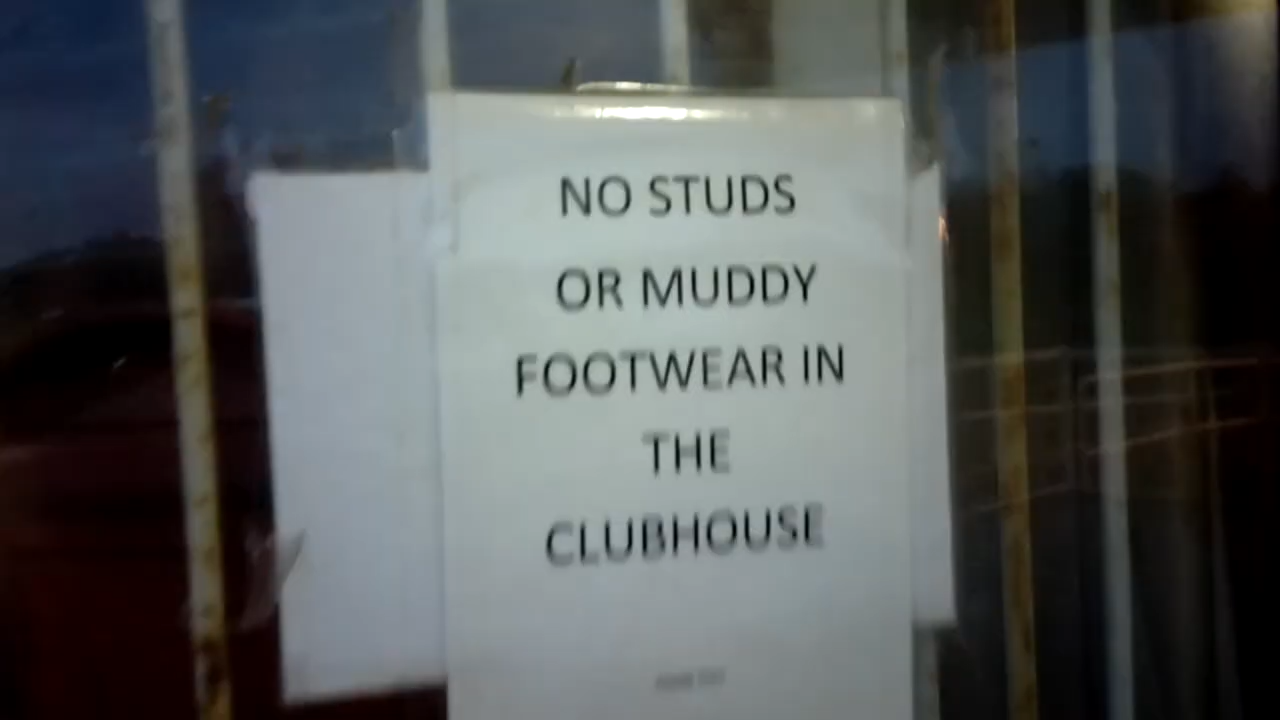 NO STUDS
OR MUDDY
FOOTWEAR IN
THE
CLUBHOUSE